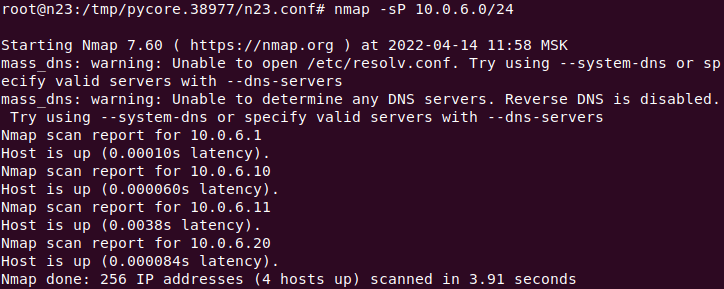 root@n23:/tmp/pycore.38977/n23.conf# nmap -sP 10.0.6.0/24
Starting Nmap 7.60 ( https://nmap.org ) at 2022-04-14 11:58 MSK
mass_dns: warning: Unable to open /etc/resolv.conf. Try using --system-dns or sp
ecify valid servers with --dns-servers
mass_dns: warning: Unable to determine any DNS servers. Reverse DNS is disabled.
 Try using --system-dns or specify valid servers with --dns-servers
Nmap scan report for 10.0.6.1
Host is up (0.00010s latency).
Nmap scan report for 10.0.6.10
Host is up (0.000060s latency).
Nmap scan report for 10.0.6.11
Host is up (0.0038s latency).
Nmap scan report for 10.0.6.20
Host is up (0.000084s latency).
Nmap done: 256 IP addresses (4 hosts up) scanned in 3.91 seconds